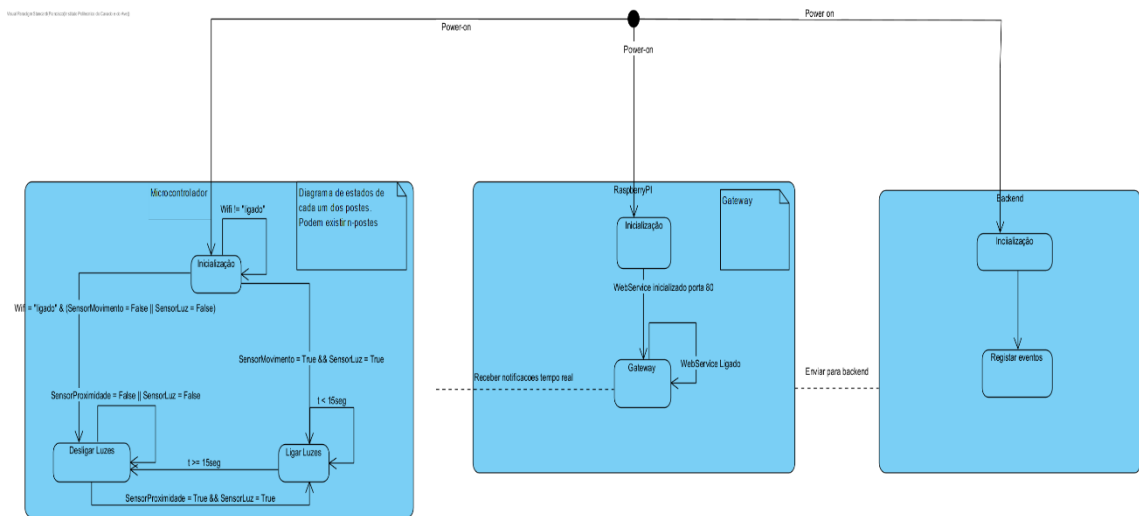 Power on
Power-on
Power-on
Microcontrolador
Diagrama de estados de
cada um dos postes.
Podem existir n-postes
Wifi != "ligado"
Inicialização
Wifi = "ligado" & (SensorMovimento = False || SensorLuz = False)
SensorMovimento = True && SensorLuz = True
SensorProximidade = False || SensorLuz = False
t < 15seg
Desligar Luzes
Ligar Luzes
t >= 15seg
SensorProximidade = True && SensorLuz = True
RaspberryPI
Gateway
Inicialização
WebService inicializado porta 80
WebService Ligado
Gateway
Receber notificacoes tempo real
Enviar para backend
Backend
Inciialização
Registar eventos